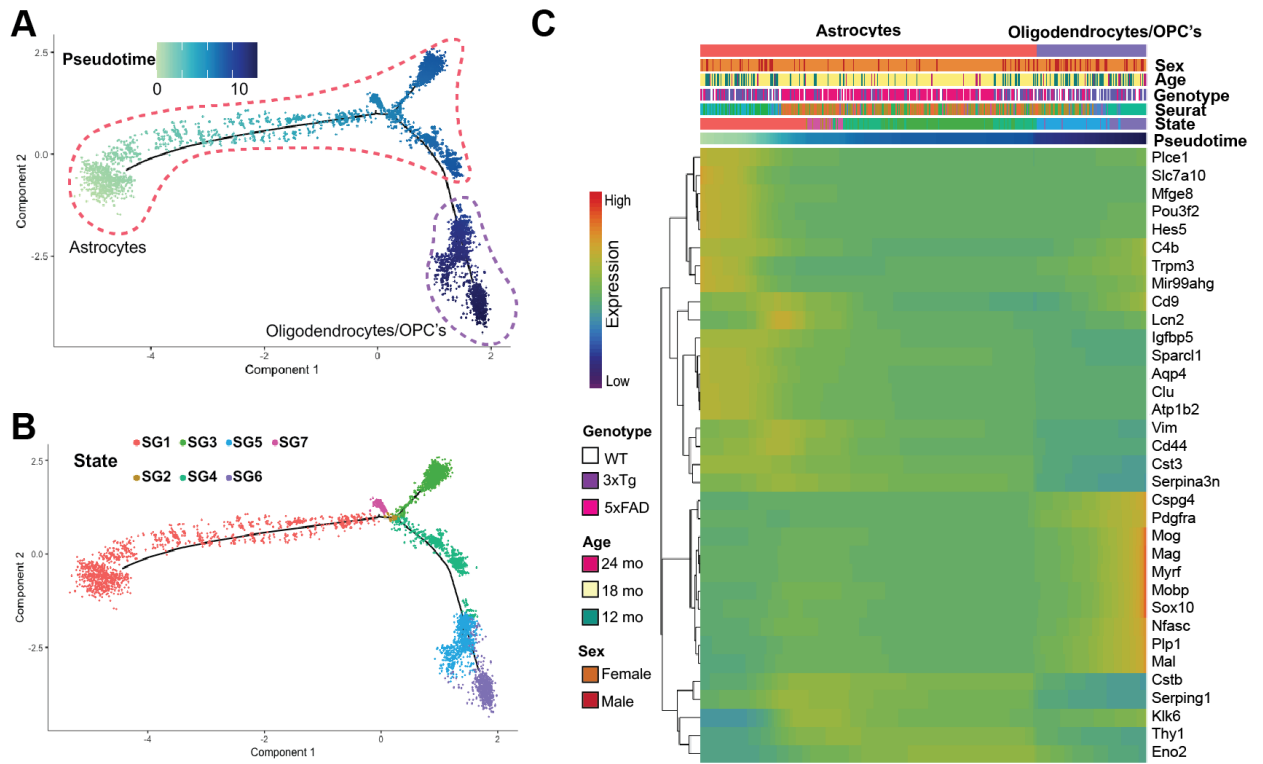 A
Pseudotime
0
10
2.5
0.0
-2.5
Component 2
-4
-2
0
2
Component 1
Astrocytes
Oligodendrocytes/OPC's
High
Expression
Low
B
State
SG1 SG3 SG5 SG7
SG2 SG4 SG6
2.5
0.0
-2.5
Component 2
-4
-2
0
2
Component 1
Genotype
WT
3xTg
5xFAD
Age
24 mo
18 mo
12 mo
Sex
Female
Male
C
Astrocytes
Oligodendrocytes/OPC's
Sex
Age
Genotype
Seurat
State
Pseudotime
Plce1
Slc7a10
Mfge8
Pou3f2
Hes5
C4b
Trpm3
Mir99ahg
Cd9
Lcn2
Igfbp5
Sparcl1
Aqp4
Clu
Atp1b2
Vim
Cd44
Cst3
Serpina3n
Cspg4
Pdgfra
Mog
Mag
Myrf
Mobp
Sox10
Nfasc
Plp1
Mal
Cstb
Serping1
Klk6
Thy1
Eno2